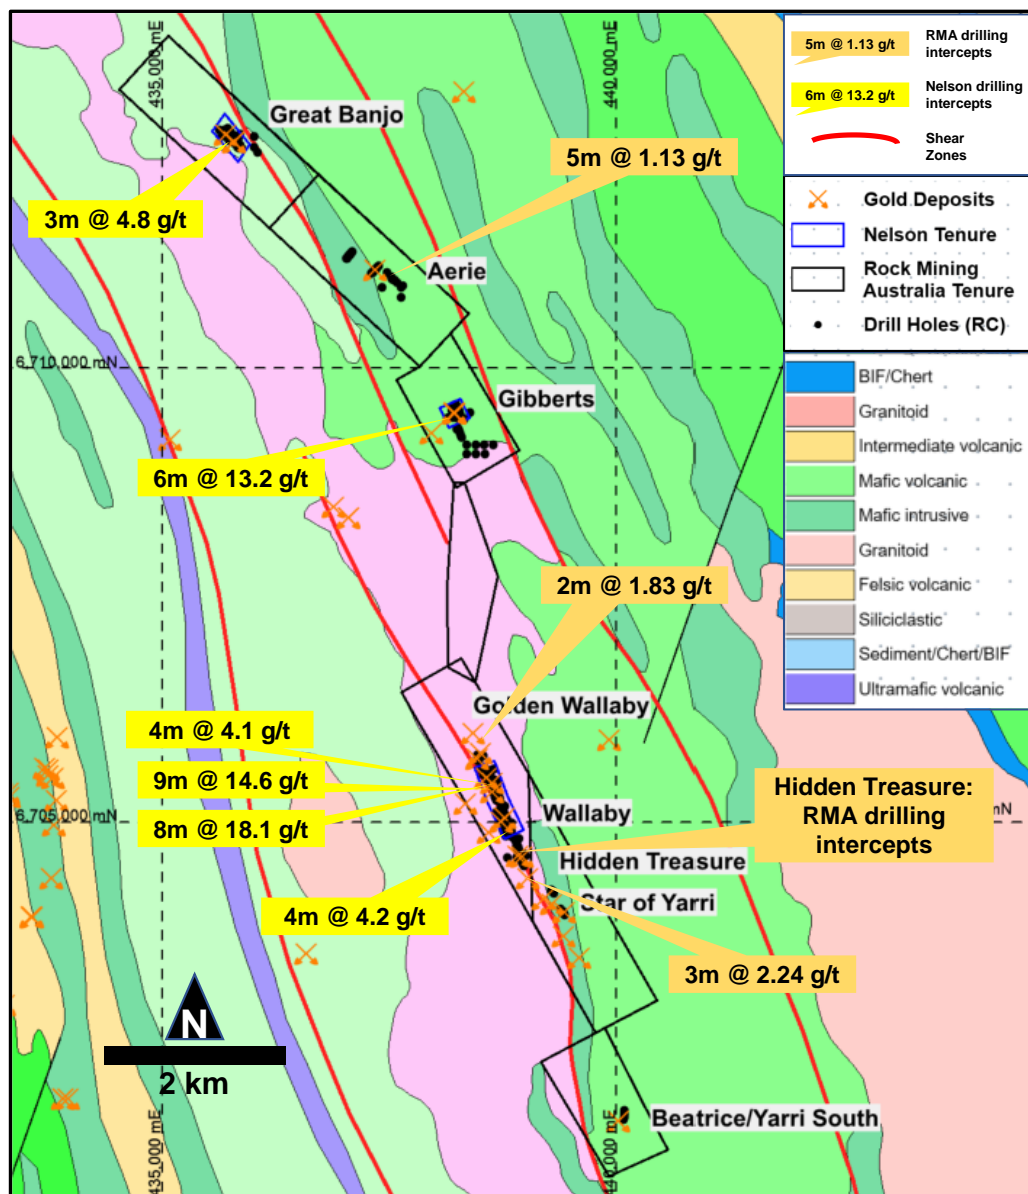 435,000 mE
440,000 mE
5m @ 1.13 g/t
RMA drilling
intercepts
6m @ 13.2 g/t
Nelson drilling
intercepts
Shear
Zones
Gold Deposits
Nelson Tenure
Rock Mining
Australia Tenure
Drill Holes (RC)
BIF/Chert
Granitoid
Intermediate volcanic
Mafic volcanic
Mafic intrusive
Granitoid
Felsic volcanic
Siliciclastic
Sediment/Chert/BIF
Ultramafic volcanic
Great Banjo
5m @ 1.13 g/t
3m @ 4.8 g/t
Aerie
6,710,000 mN
Gibberts
6m @ 13.2 g/t
2m @ 1.83 g/t
Golden Wallaby
4m @ 4.1 g/t
9m @ 14.6 g/t
8m @ 18.1 g/t
6,705,000 mN
Wallaby
Hidden Treasure:
RMA drilling
intercepts
mN
Hidden Treasure
4m @ 4.2 g/t
Star of Yarri
3m @ 2.24 g/t
N
2 km
Beatrice/Yarri South
435,000 mE
440,000 mE